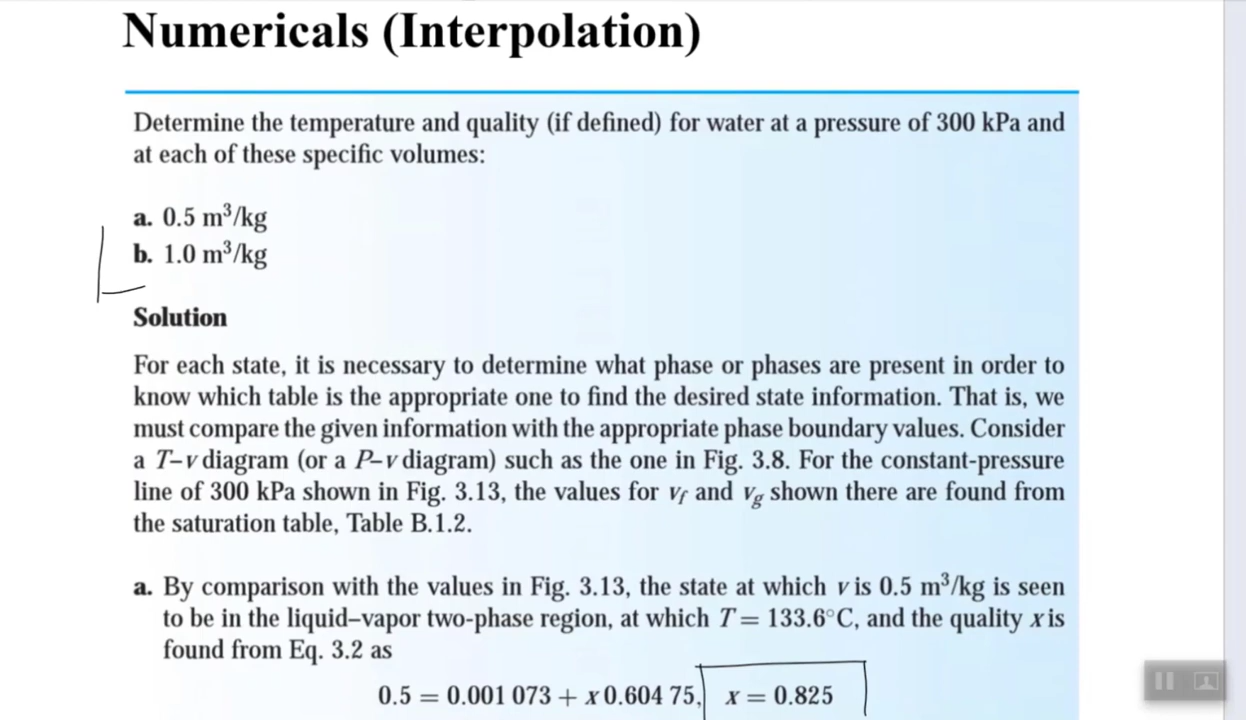 Numericals (Interpolation)
Determine the temperature and quality (if defined) for water at a pressure of 300 kPa and
at each of these specific volumes:
a. 0.5 m³/kg
b. 1.0 m³/kg
Solution
For each state, it is necessary to determine what phase or phases are present in order to
know which table is the appropriate one to find the desired state information. That is, we
must compare the given information with the appropriate phase boundary values. Consider
a T–v diagram (or a P–v diagram) such as the one in Fig. 3.8. For the constant-pressure
line of 300 kPa shown in Fig. 3.13, the values for v_f and v_g shown there are found from
the saturation table, Table B.1.2.
a. By comparison with the values in Fig. 3.13, the state at which v is 0.5 m³/kg is seen
to be in the liquid–vapor two-phase region, at which T = 133.6°C, and the quality x is
found from Eq. 3.2 as
0.5 = 0.001 073 + x 0.604 75, x = 0.825